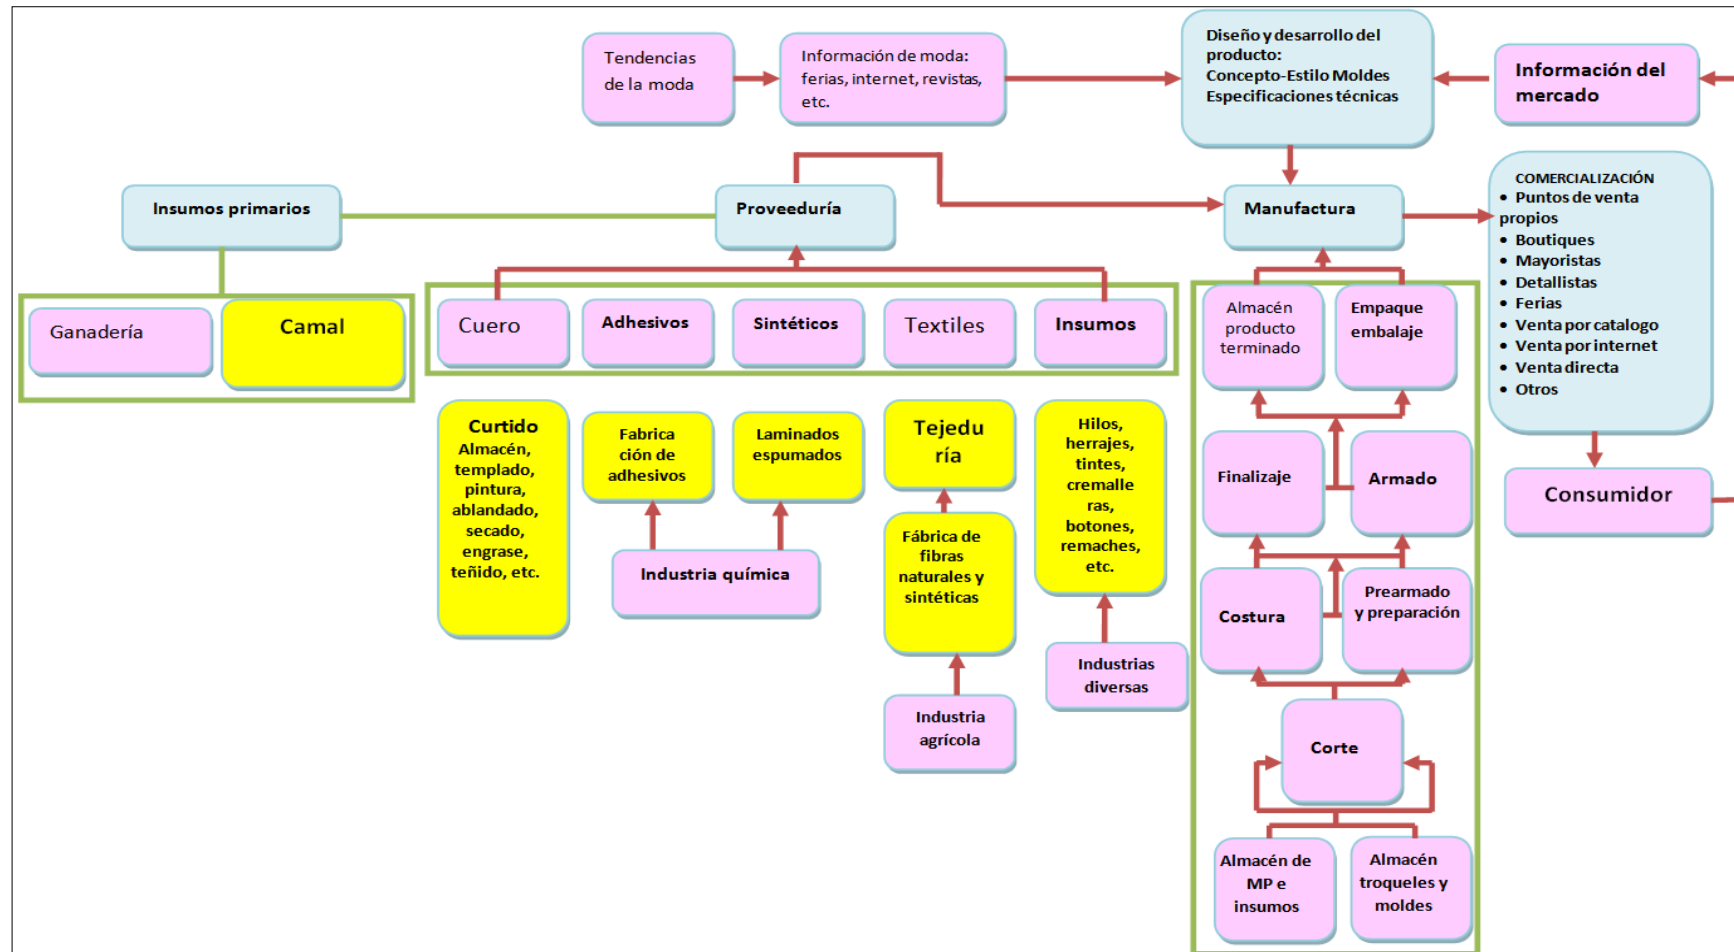 Tendencias
de la moda
Información de moda:
ferias, internet, revistas,
etc.
Diseño y desarrollo del
producto:
Concepto-Estilo Moldes
Especificaciones técnicas
Información del
mercado
Insumos primarios
Proveeduría
Manufactura
COMERCIALIZACIÓN
• Puntos de venta
propios
• Boutiques
• Mayoristas
• Detallistas
• Ferias
• Venta por catalogo
• Venta por internet
• Venta directa
• Otros
Ganadería
Camal
Cuero
Adhesivos
Sintéticos
Textiles
Insumos
Almacén
producto
terminado
Empaque
embalaje
Curtido
Almacén,
templado,
pintura,
ablandado,
secado,
engrase,
teñido, etc.
Fabrica
ción de
adhesivos
Laminados
espumados
Tejedu
ría
Hilos,
herrajes,
tintes,
cremalle
ras,
botones,
remaches,
etc.
Finalizaje
Armado
Consumidor
Industria química
Fábrica de
fibras
naturales y
sintéticas
Costura
Prearmado
y preparación
Industrias
diversas
Industria
agrícola
Corte
Almacén de
MP e
insumos
Almacén
troqueles y
moldes